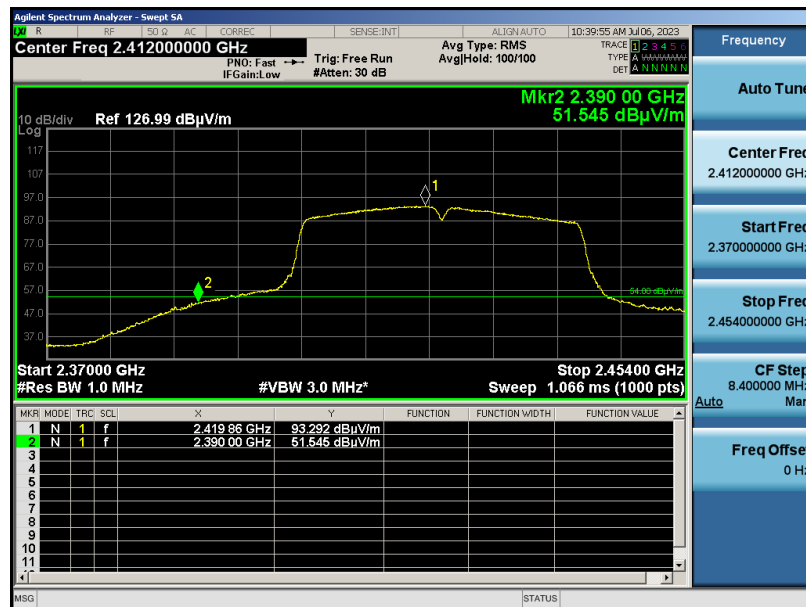 Agilent Spectrum Analyzer - Swept SA
LXI R RF 50 Ω AC CORREC SENSE:INT ALIGN AUTO 10:39:55 AM Jul 06, 2023
Center Freq 2.412000000 GHz
PNO: Fast
IFGain:Low
Trig: Free Run
#Atten: 30 dB
Avg Type: RMS
Avg|Hold: 100/100
TRACE 1 2 3 4 5 6
TYPE A WWWWW
DET A N N N N N
Mkr2 2.390 00 GHz
51.545 dBµV/m
10 dB/div Ref 126.99 dBµV/m
Log
117
107
97.0
87.0
77.0
67.0
57.0
47.0
37.0
1
2
54.00 dBµV/m
Start 2.37000 GHz Stop 2.45400 GHz
#Res BW 1.0 MHz #VBW 3.0 MHz* Sweep 1.066 ms (1000 pts)
MKR MODE TRC SCL X Y FUNCTION FUNCTION WIDTH FUNCTION VALUE
1 N 1 f 2.419 86 GHz 93.292 dBµV/m
2 N 1 f 2.390 00 GHz 51.545 dBµV/m
3
4
5
6
7
8
9
10
11
MSG STATUS
Frequency
Auto Tune
Center Freq
2.412000000 GHz
Start Freq
2.370000000 GHz
Stop Freq
2.454000000 GHz
CF Step
8.400000 MHz
Auto Man
Freq Offset
0 Hz